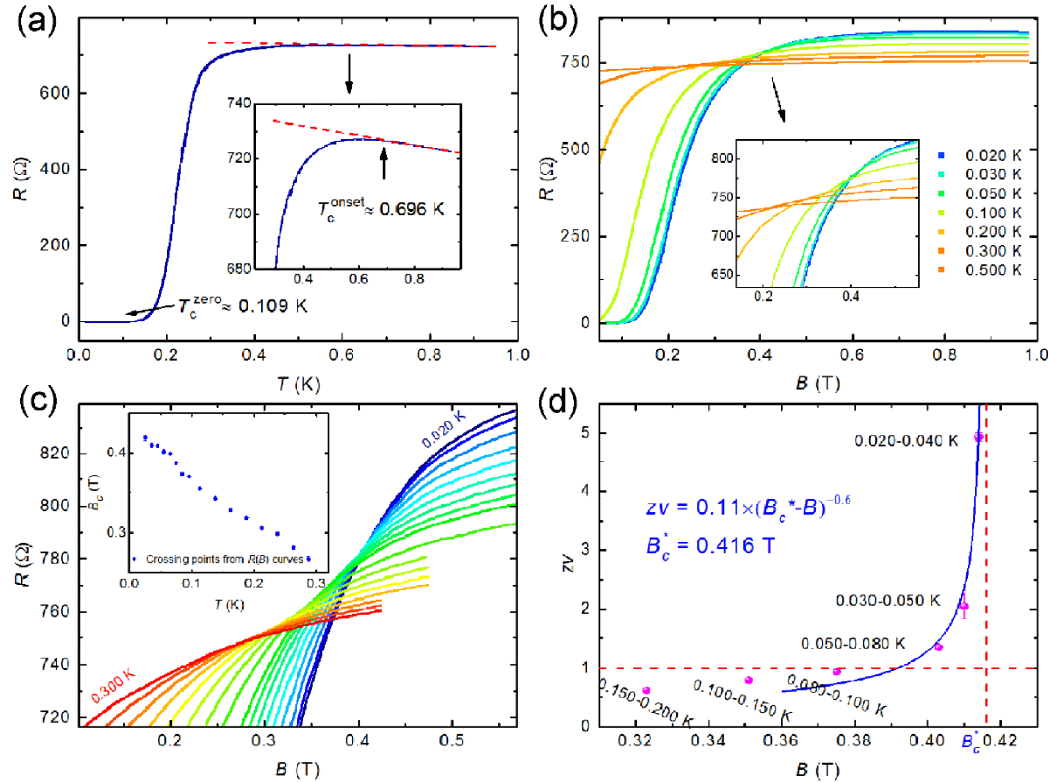 (a)
600
300
0
R (Ω)
0.0
0.2
0.4
0.6
0.8
1.0
T (K)
740
720
700
680
0.4
0.6
0.8
T_c^onset ≈ 0.696 K
T_c^zero ≈ 0.109 K
(b)
750
500
250
0
R (Ω)
0.2
0.4
0.6
0.8
1.0
B (T)
800
750
700
650
0.2
0.4
0.020 K
0.030 K
0.050 K
0.100 K
0.200 K
0.300 K
0.500 K
(c)
820
800
780
760
740
720
R (Ω)
0.2
0.3
0.4
0.5
B (T)
0.020 K
0.300 K
0.4
0.3
B_c (T)
0.0
0.1
0.2
0.3
T (K)
Crossing points from R(B) curves
(d)
5
4
3
2
1
0
zν
0.32
0.34
0.36
0.38
0.40
0.42
B_c^*
B (T)
0.020-0.040 K
zν = 0.11×(B_c^*-B)^−0.6
B_c^* = 0.416 T
0.030-0.050 K
0.050-0.080 K
0.080-0.100 K
0.100-0.150 K
0.150-0.200 K